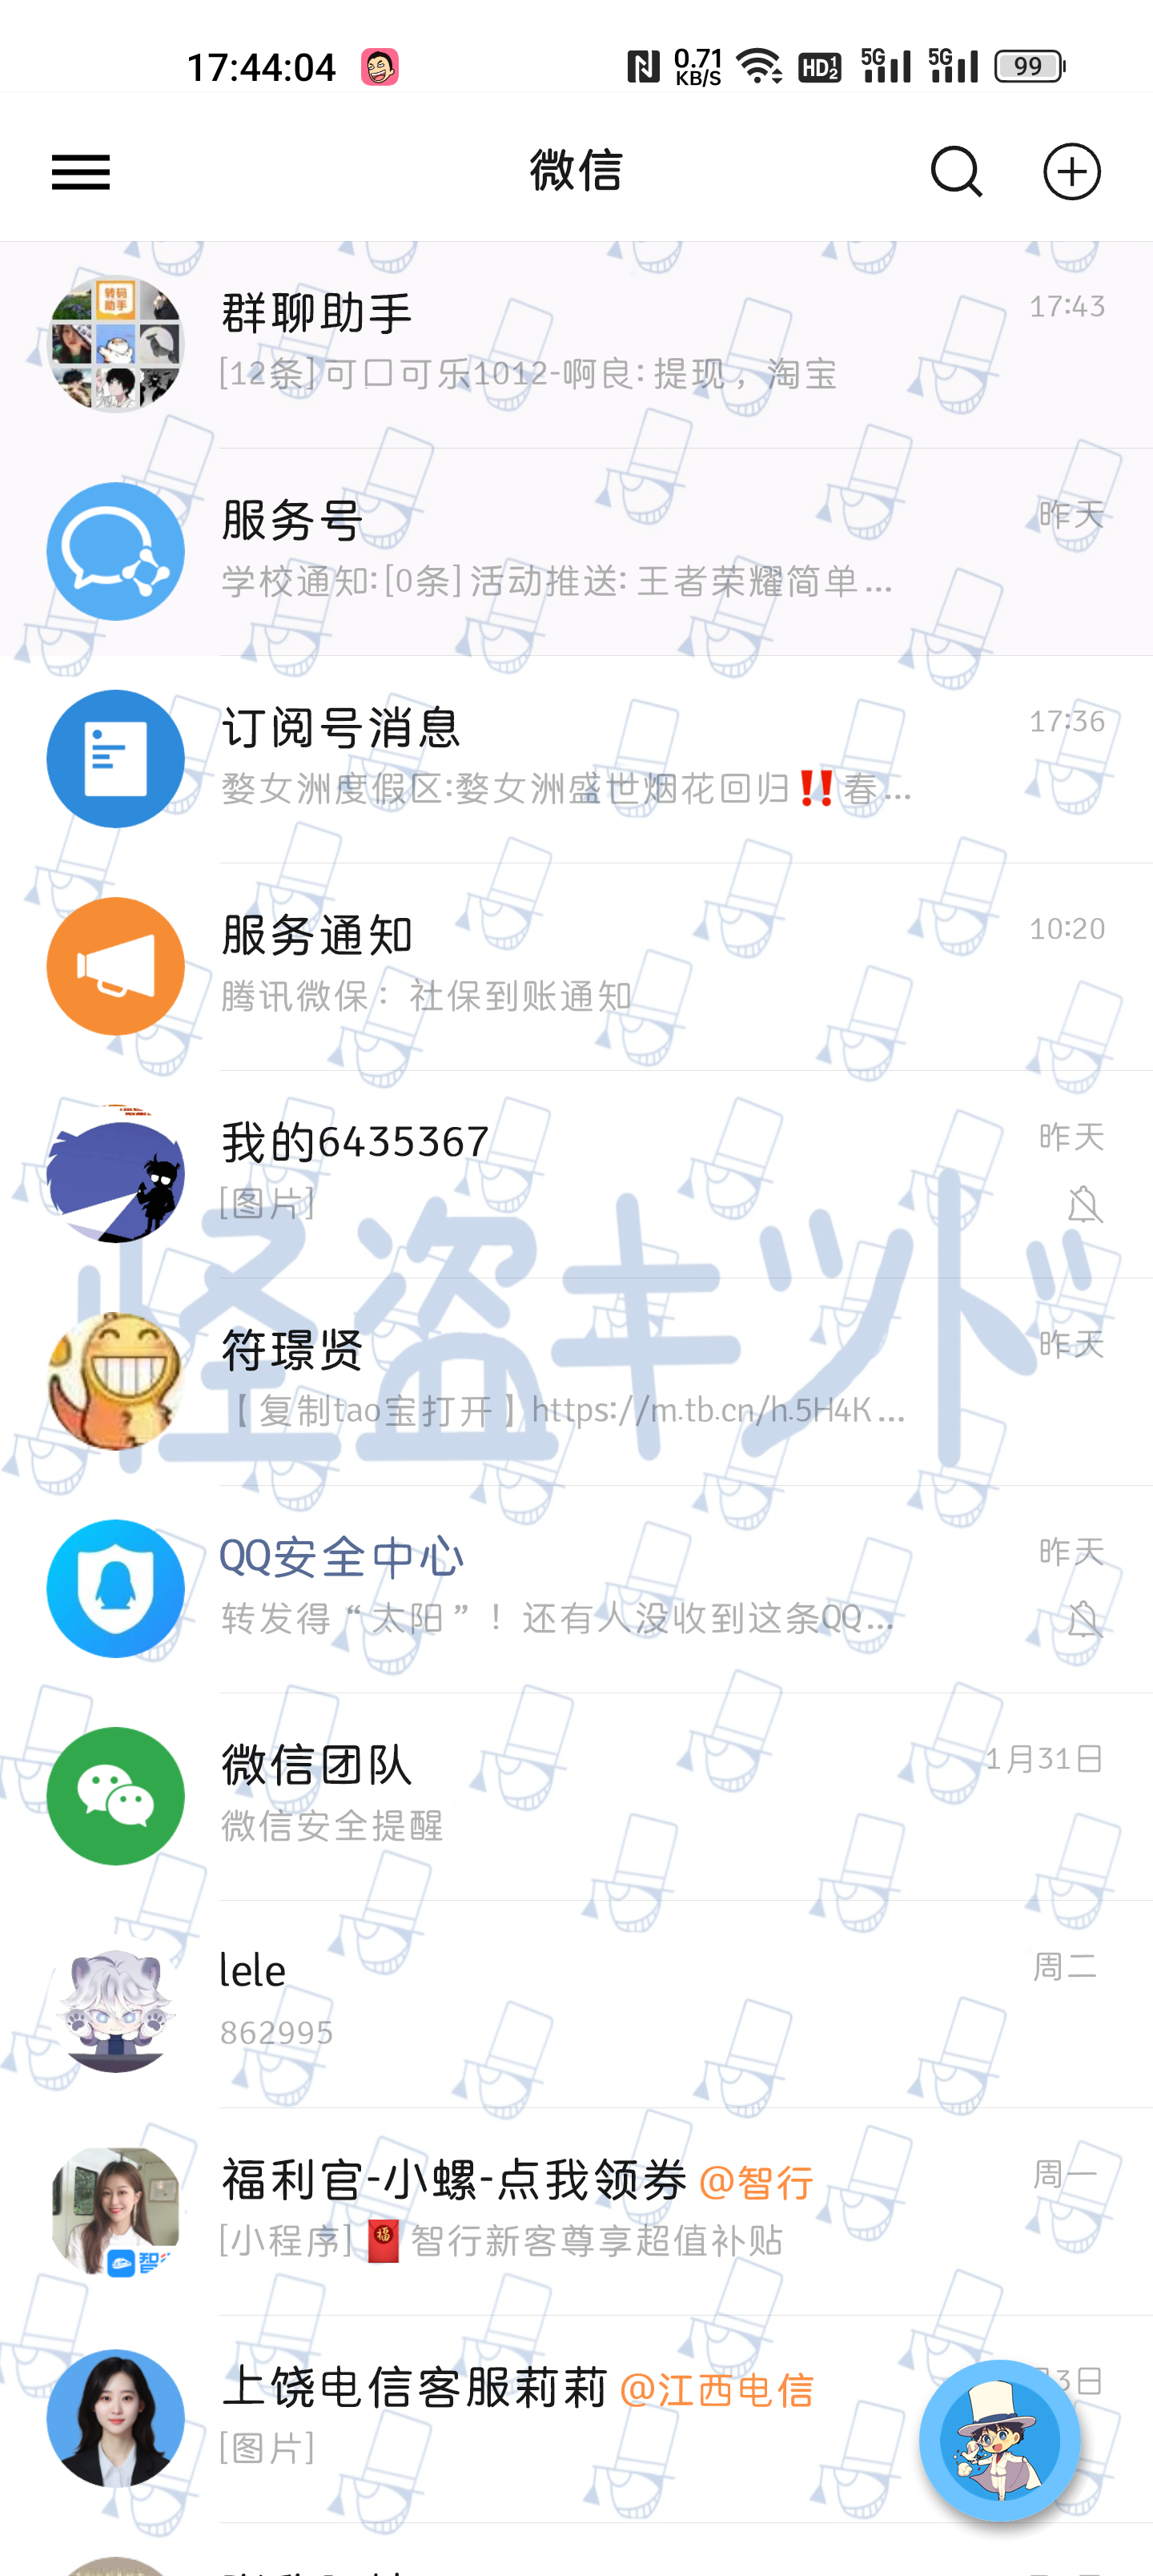 17:44:04
0.71
KB/S
HD 1 2
5G
5G
99
微信
转码
助手
群聊助手
17:43
[12条]可口可乐1012-啊良:提现，淘宝
服务号
昨天
学校通知:[0条]活动推送:王者荣耀简单...
订阅号消息
17:36
婺女洲度假区:婺女洲盛世烟花回归‼️春...
服务通知
10:20
腾讯微保：社保到账通知
我的6435367
昨天
[图片]
怪盗キッド
符璟贤
昨天
【复制tao宝打开】https://m.tb.cn/h.5H4K...
QQ安全中心
昨天
转发得“太阳”！还有人没收到这条QQ...
微信团队
1月31日
微信安全提醒
lele
周二
862995
福利官-小螺-点我领券 @智行
周一
[小程序]🧧智行新客尊享超值补贴
上饶电信客服莉莉 @江西电信
3日
[图片]